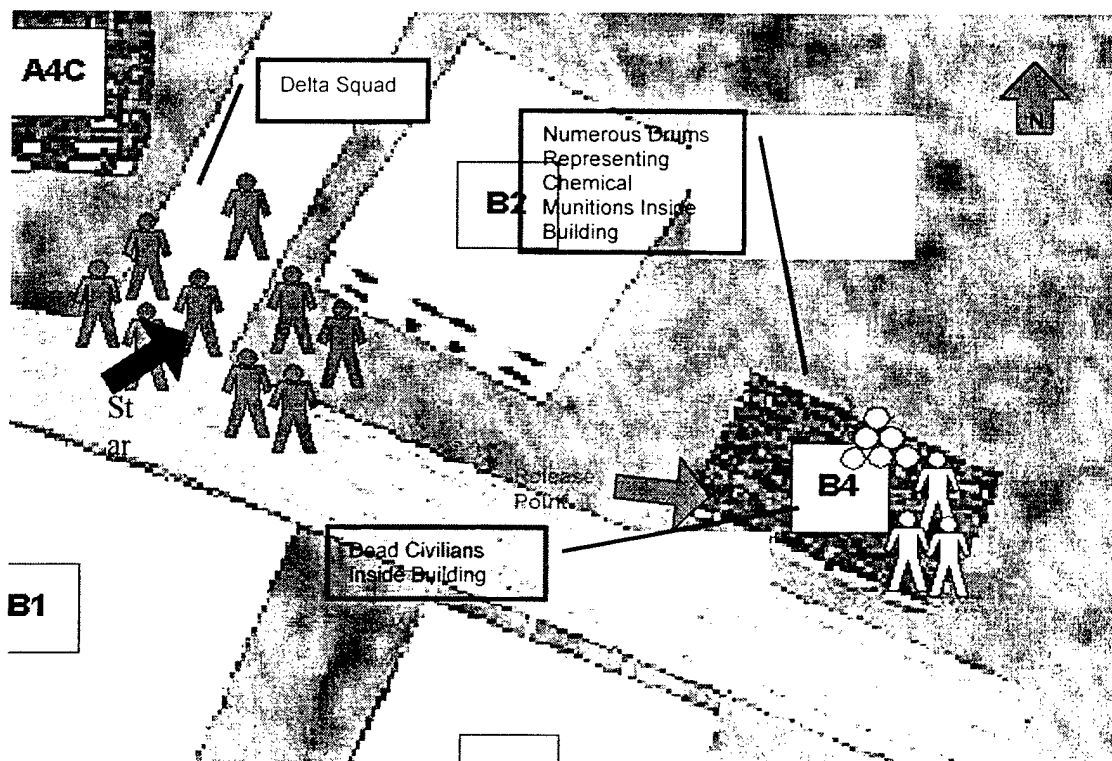 A4C
Delta Squad
N
Numerous Drums
Representing
Chemical
Munitions Inside
Building
B2
St
ar
Release
Point
B4
Dead Civilians
Inside Building
B1